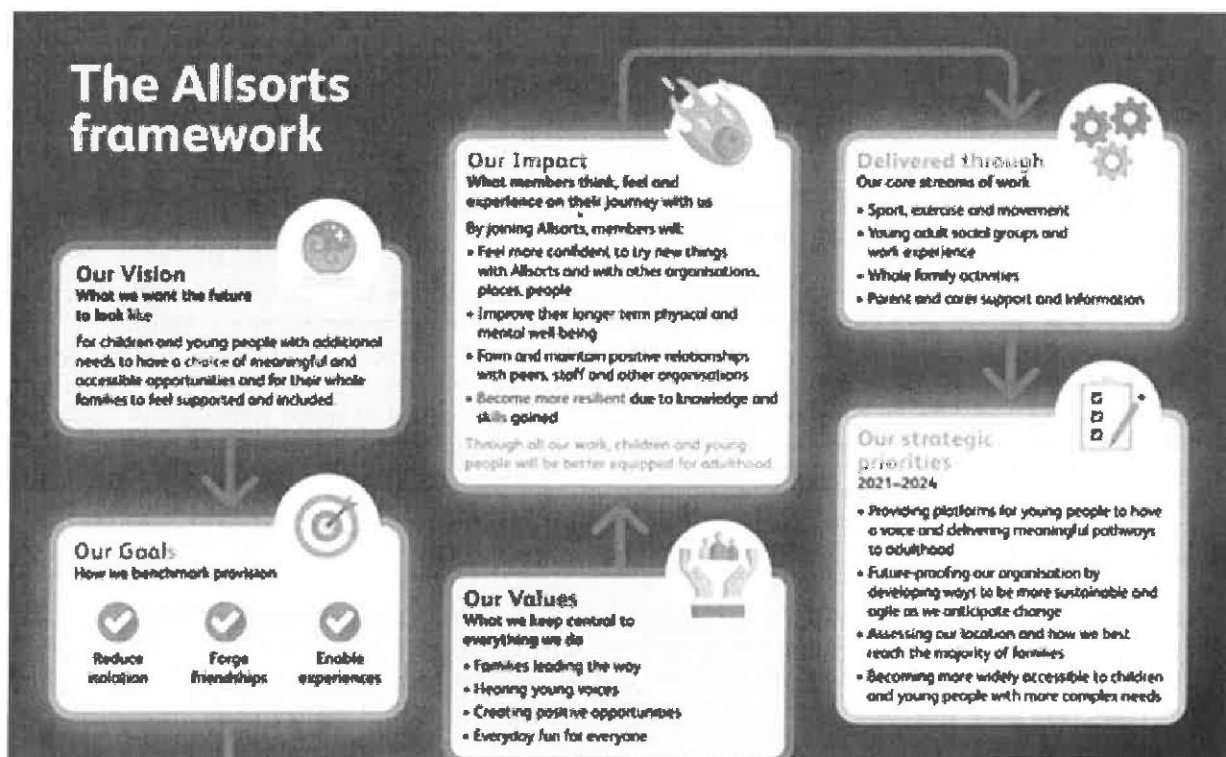 The Allsorts
framework
Our Vision
What we want the future
to look like
For children and young people with additional
needs to have a choice of meaningful and
accessible opportunities and for their whole
families to feel supported and included
Our Goals
How we benchmark provision
Reduce
isolation
Forge
friendships
Enable
experiences
Our Impact
What members think, feel and
experience on their journey with us
By joining Allsorts, members will:
• Feel more confident to try new things
with Allsorts and with other organisations,
places, people
• Improve their longer term physical and
mental well being
• Form and maintain positive relationships
with peers, staff and other organisations
• Become more resilient due to knowledge and
skills gained
Through all our work, children and young
people will be better equipped for adulthood
Our Values
What we keep central to
everything we do
• Families leading the way
• Hearing young voices
• Creating positive opportunities
• Everyday fun for everyone
Delivered through
Our core streams of work
• Sport, exercise and movement
• Young adult social groups and
work experience
• Whole family activities
• Parent and carer support and information
Our strategic
priorities
2021–2024
• Providing platforms for young people to have
a voice and delivering meaningful pathways
to adulthood
• Future-proofing our organisation by
developing ways to be more sustainable and
agile as we anticipate change
• Assessing our location and how we best
reach the majority of families
• Becoming more widely accessible to children
and young people with more complex needs